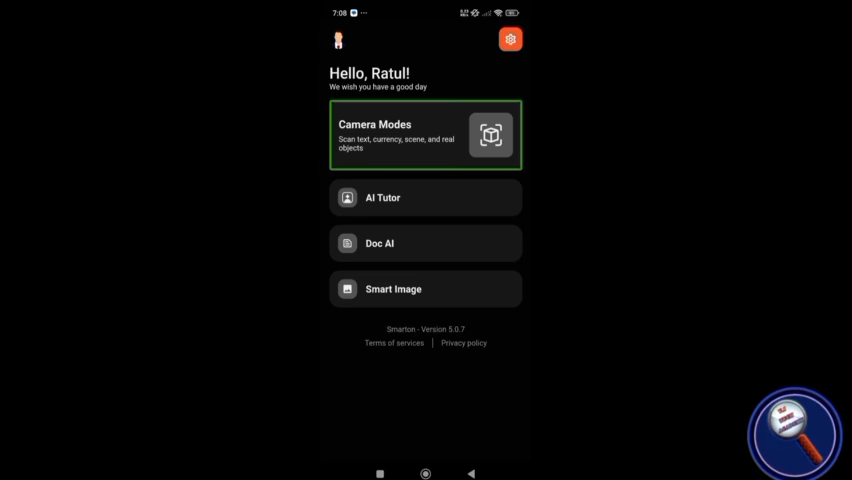 7:08
Hello, Ratul!
We wish you have a good day
Camera Modes
Scan text, currency, scene, and real
objects
AI Tutor
Doc AI
Smart Image
Smarton - Version 5.0.7
Terms of services | Privacy policy